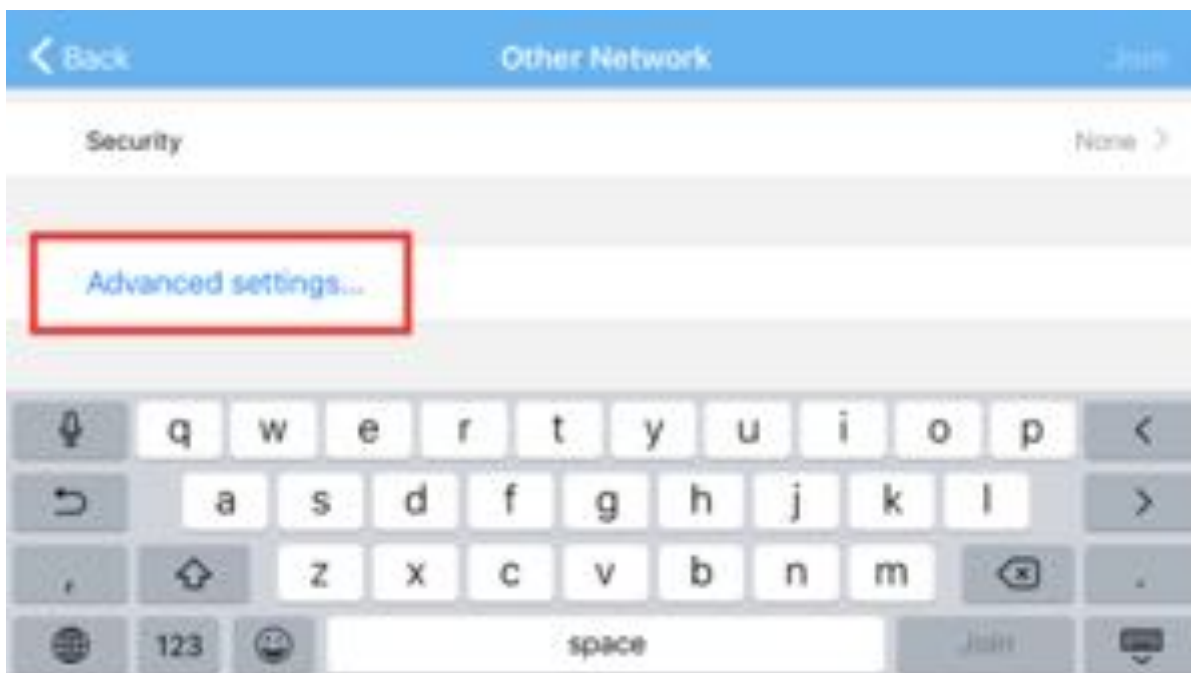 Back Other Network Join
Security None
Advanced settings...
q w e r t y u i o p
a s d f g h j k l
, z x c v b n m .
123 space Join